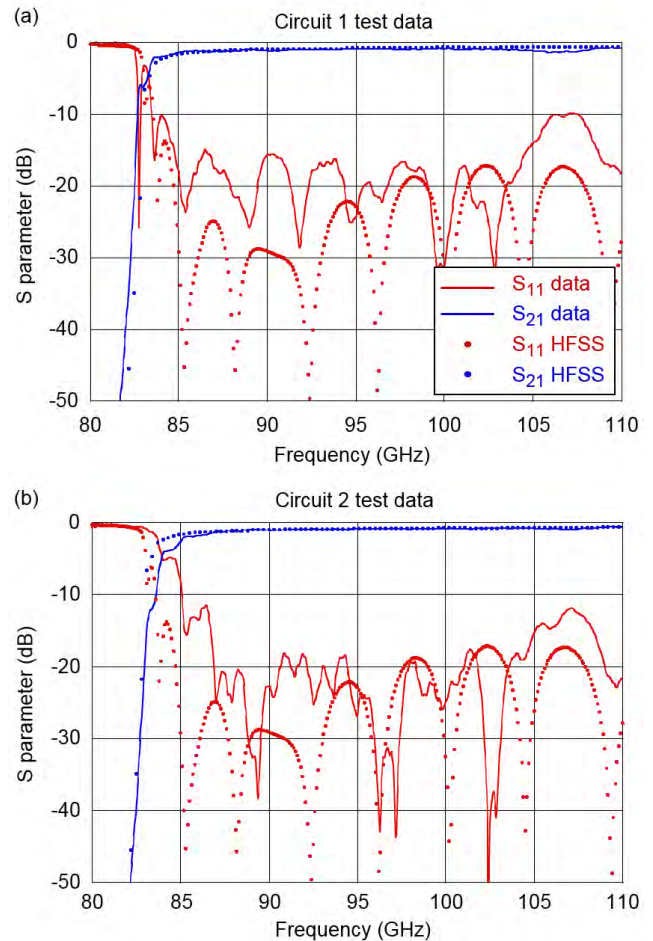 (a)
Circuit 1 test data
0
-10
-20
-30
-40
-50
S parameter (dB)
S11 data
S21 data
S11 HFSS
S21 HFSS
80 85 90 95 100 105 110
Frequency (GHz)
(b)
Circuit 2 test data
0
-10
-20
-30
-40
-50
S parameter (dB)
80 85 90 95 100 105 110
Frequency (GHz)